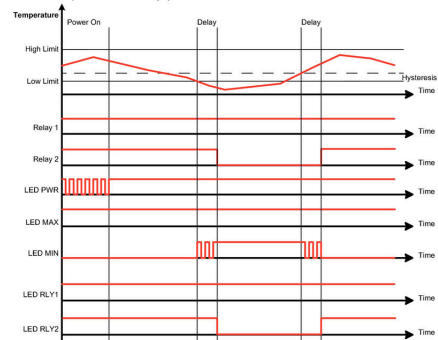 Temperature
Power On
Delay
Delay
High Limit
Low Limit
Hysteresis
Time
Relay 1
Time
Relay 2
Time
LED PWR
Time
LED MAX
Time
LED MIN
Time
LED RLY1
Time
LED RLY2
Time